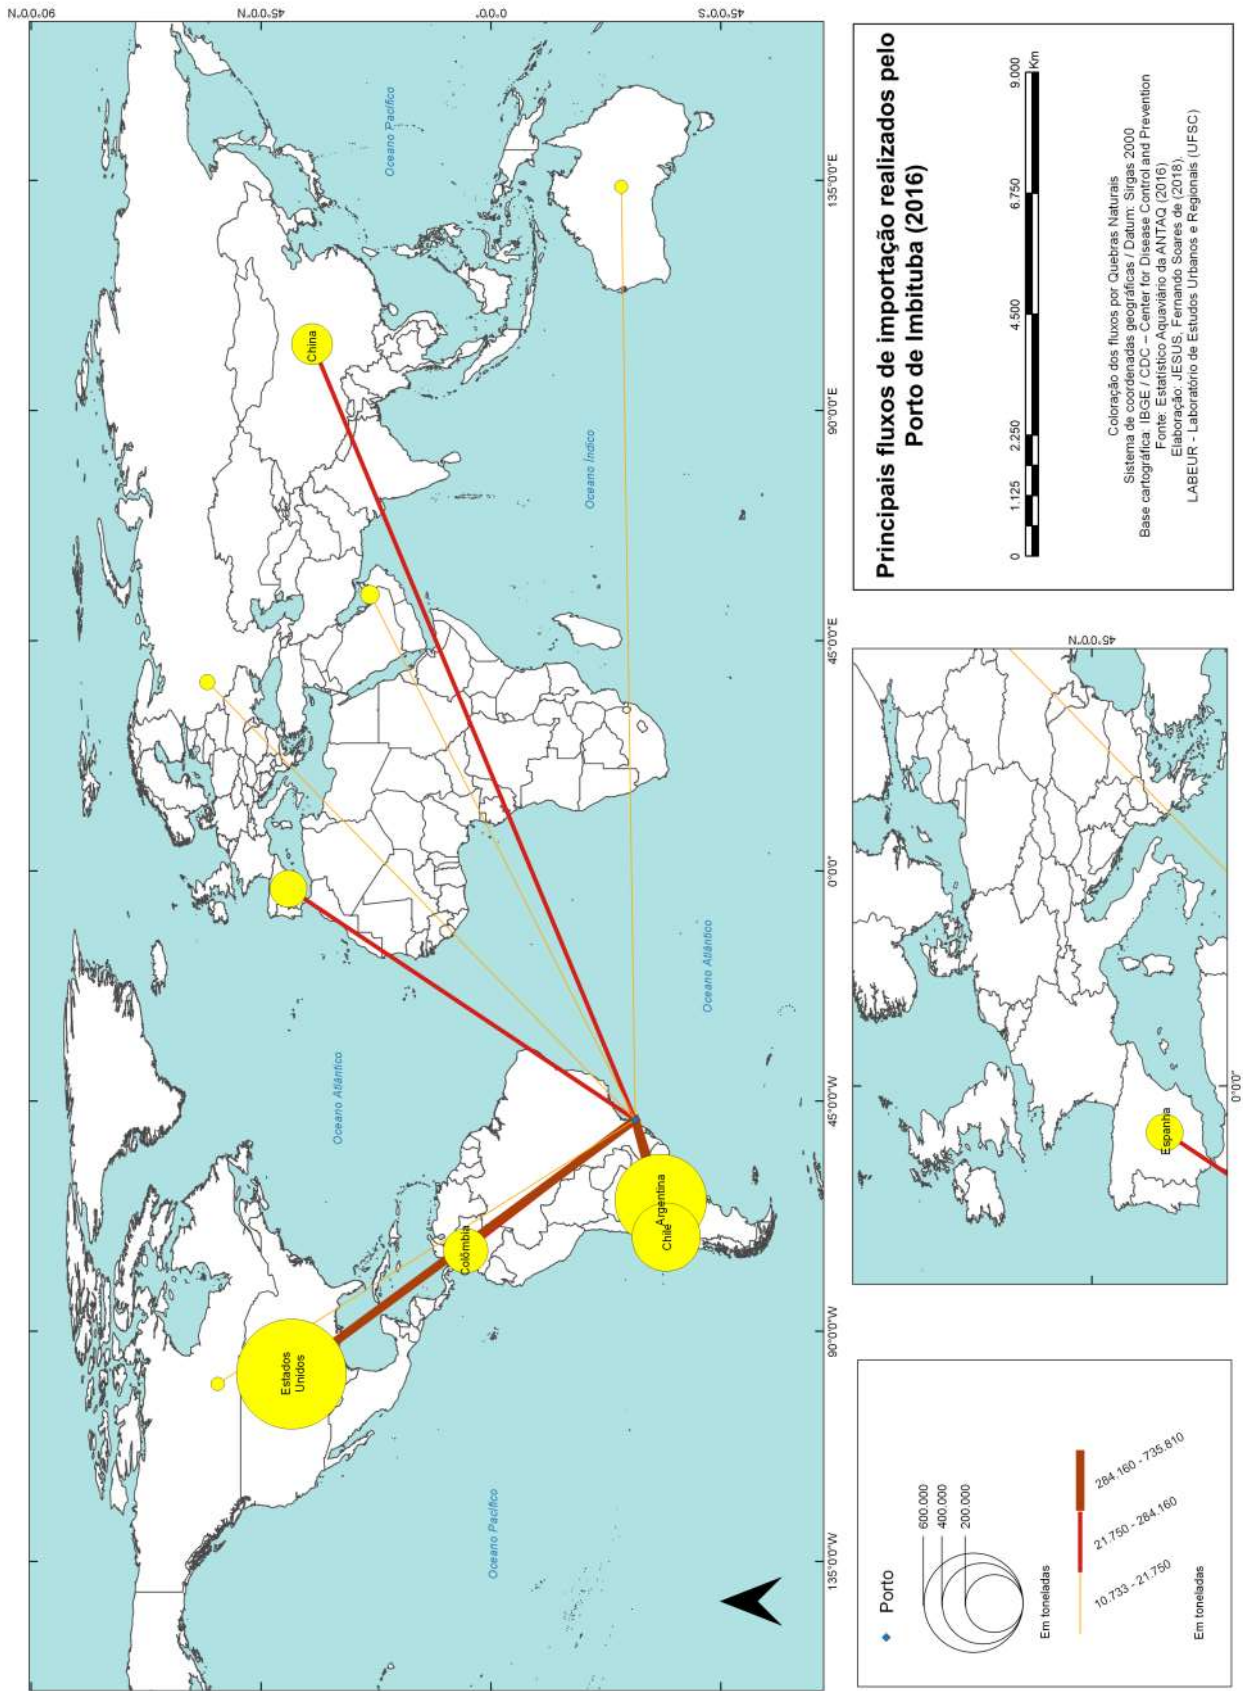 90°0'0"N
45°0'0"N
0°0'0"
45°0'0"S
135°0'0"W
90°0'0"W
45°0'0"W
0°0'0"
45°0'0"E
90°0'0"E
135°0'0"E
Oceano Pacífico
Oceano Atlântico
Oceano Atlântico
Oceano Índico
Oceano Pacífico
Estados
Unidos
Colômbia
Argentina
Chile
China
Porto
600.000
400.000
200.000
Em toneladas
10.733 - 21.750
21.750 - 284.160
284.160 - 735.810
Em toneladas
Espanha
0°0'0"
45°0'0"N
Principais fluxos de importação realizados pelo
Porto de Imbituba (2016)
0 1.125 2.250 4.500 6.750 9.000
Km
Coloração dos fluxos por Quebras Naturais
Sistema de coordenadas geográficas / Datum: Sirgas 2000
Base cartográfica: IBGE / CDC – Center for Disease Control and Prevention
Fonte: Estatístico Aquaviário da ANTAQ (2016)
Elaboração: JESUS, Fernando Soares de (2018).
LABEUR - Laboratório de Estudos Urbanos e Regionais (UFSC)